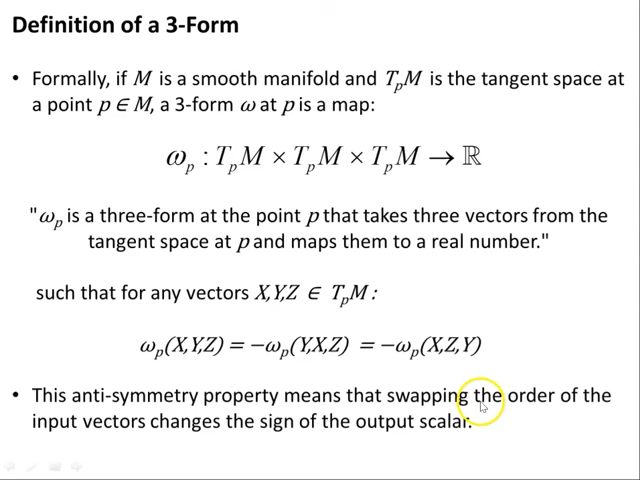 Definition of a 3-Form
• Formally, if M is a smooth manifold and TₚM is the tangent space at
a point p ∈ M, a 3-form ω at p is a map:
ωₚ : TₚM × TₚM × TₚM → ℝ
"ωₚ is a three-form at the point p that takes three vectors from the
tangent space at p and maps them to a real number."
such that for any vectors X,Y,Z ∈ TₚM :
ωₚ(X,Y,Z) = −ωₚ(Y,X,Z) = −ωₚ(X,Z,Y)
• This anti-symmetry property means that swapping the order of the
input vectors changes the sign of the output scalar.